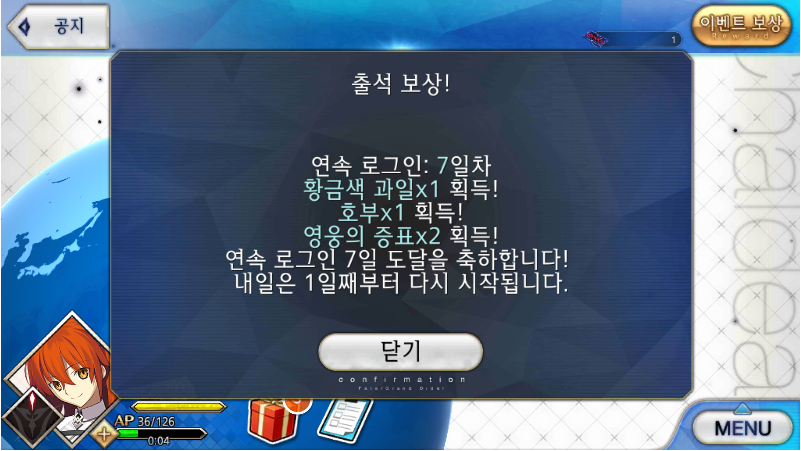 공지
1
이벤트 보상
Reward
출석 보상!
연속 로그인: 7일차
황금색 과일x1 획득!
호부x1 획득!
영웅의 증표x2 획득!
연속 로그인 7일 도달을 축하합니다!
내일은 1일째부터 다시 시작됩니다.
닫기
confirmation
Fate/Grand Order
chaldea
AP 36/126
0:04
MENU